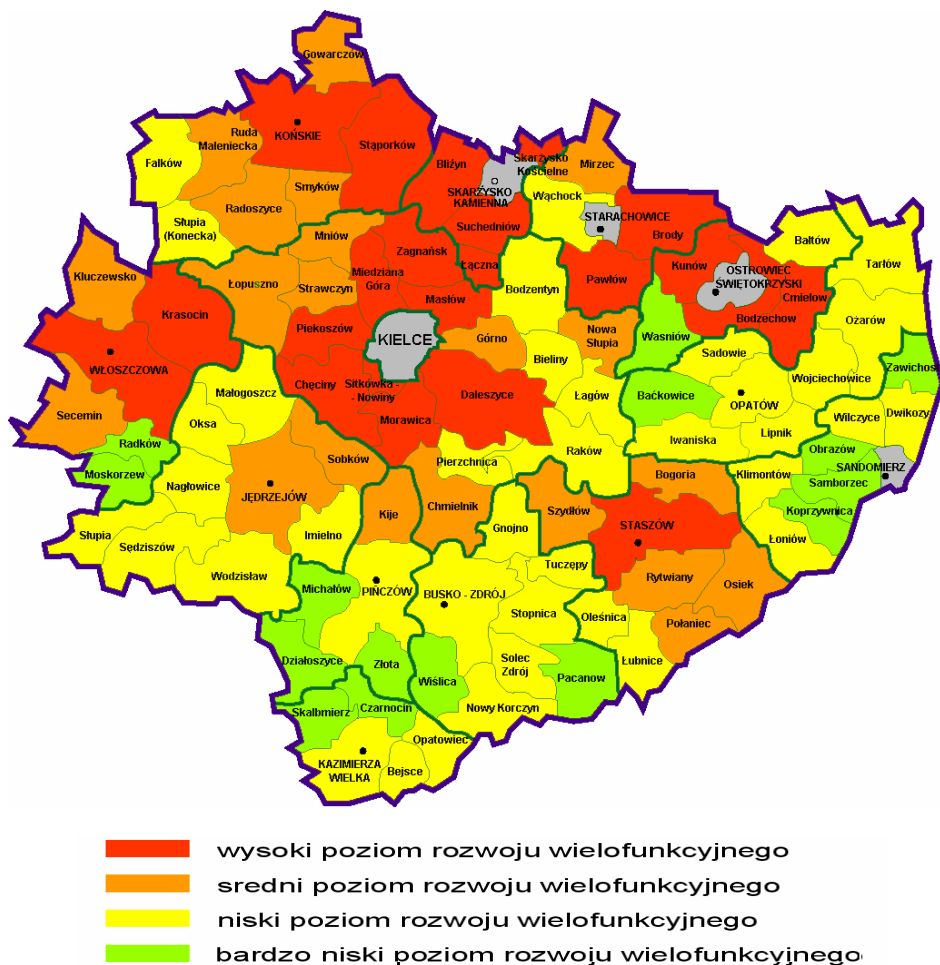 Gowarczów
KOŃSKIE
Ruda
Maleniecka
Stąporków
Fałków
Smyków
Radoszyce
Słupia
(Konecka)
Bliżyn
Skarżysko
Kościelne
SKARŻYSKO
KAMIENNA
Mirzec
Wąchock
STARACHOWICE
Suchedniów
Brody
Mniów
Zagnańsk
Łączna
Miedziana
Góra
Bodzentyn
Pawłów
Kunów
OSTROWIEC
ŚWIĘTOKRZYSKI
Bałtów
Tarłów
Ćmielow
Bodzechow
Ożarów
Kluczewsko
Krasocin
Łopuszno
Strawczyn
Masłów
Piekoszów
KIELCE
Górno
Nowa
Słupia
Bieliny
Waśniów
Sadowie
Wojciechowice
Zawichost
WŁOSZCZOWA
Małogoszcz
Chęciny
Sitkówka -
- Nowiny
Morawica
Daleszyce
Łagów
Baćkowice
OPATÓW
Wilczyce
Dwikozy
Secemin
Oksa
Radków
Moskorzew
Nagłowice
JĘDRZEJÓW
Sobków
Pierzchnica
Raków
Iwaniska
Lipnik
Obrazów
SANDOMIERZ
Samborzec
Klimontów
Koprzywnica
Bogoria
Słupia
Sędziszów
Imielno
Kije
Chmielnik
Gnojno
Szydłów
STASZÓW
Łoniów
Wodzisław
Michałów
PIŃCZÓW
BUSKO - ZDRÓJ
Tuczępy
Rytwiany
Osiek
Stopnica
Oleśnica
Połaniec
Działoszyce
Złota
Wiślica
Solec
Zdrój
Pacanow
Łubnice
Skalbmierz
Czarnocin
Nowy Korczyn
Opatowiec
KAZIMIERZA
WIELKA
Bejsce
wysoki poziom rozwoju wielofunkcyjnego
sredni poziom rozwoju wielofunkcyjnego
niski poziom rozwoju wielofunkcyjnego
bardzo niski poziom rozwoju wielofunkcyjnego